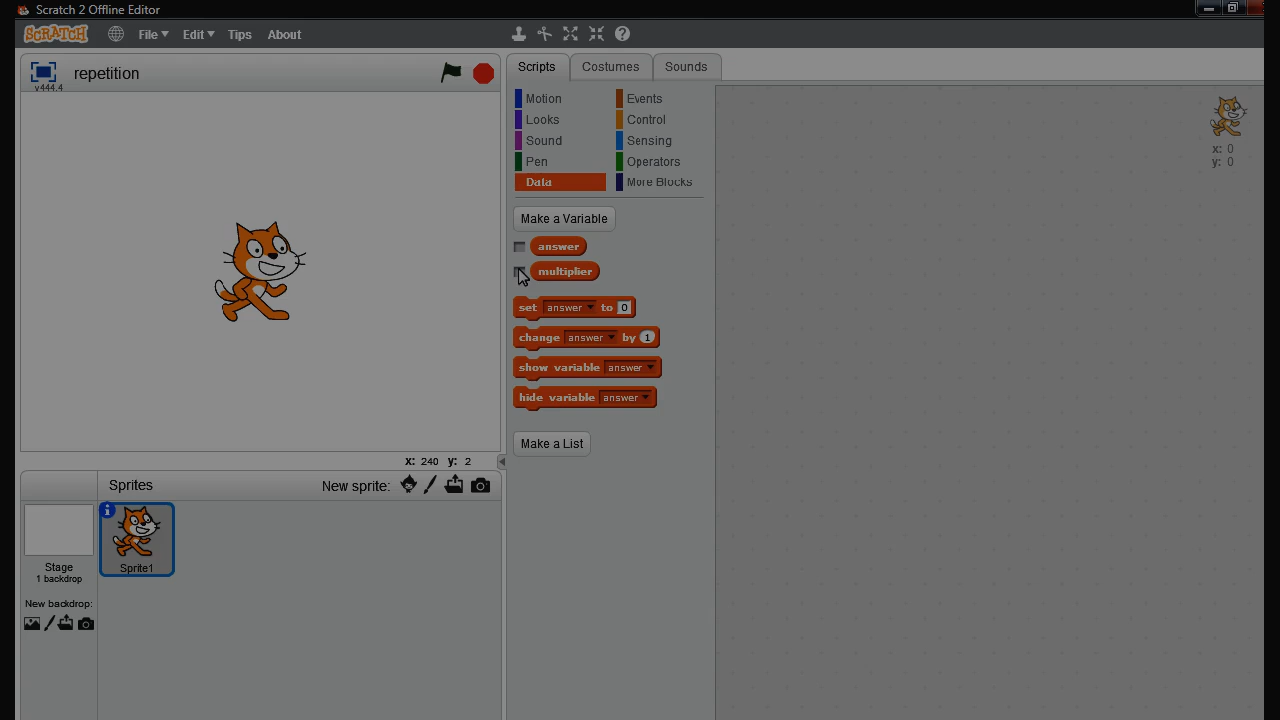 Scratch 2 Offline Editor
SCRATCH File Edit Tips About
repetition
v444.4
Scripts Costumes Sounds
Motion Events
Looks Control
Sound Sensing
Pen Operators
Data More Blocks
x: 0
y: 0
Make a Variable
answer
multiplier
set answer to 0
change answer by 1
show variable answer
hide variable answer
Make a List
x: 240 y: 2
Sprites New sprite:
Stage
1 backdrop
New backdrop:
i
Sprite1